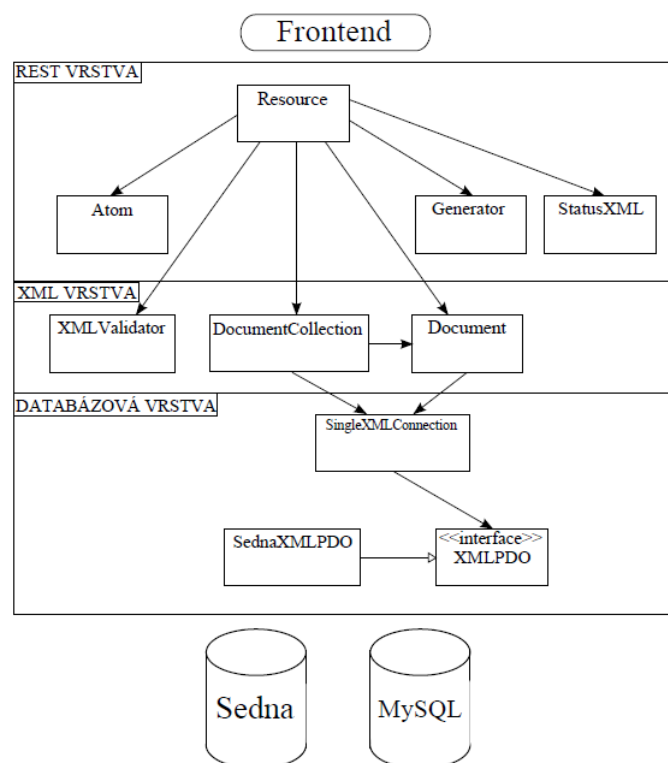 Frontend
REST VRSTVA
Resource
Atom
Generator
StatusXML
XML VRSTVA
XMLValidator
DocumentCollection
Document
DATABÁZOVÁ VRSTVA
SingleXMLConnection
SednaXMLPDO
<<interface>>
XMLPDO
Sedna
MySQL